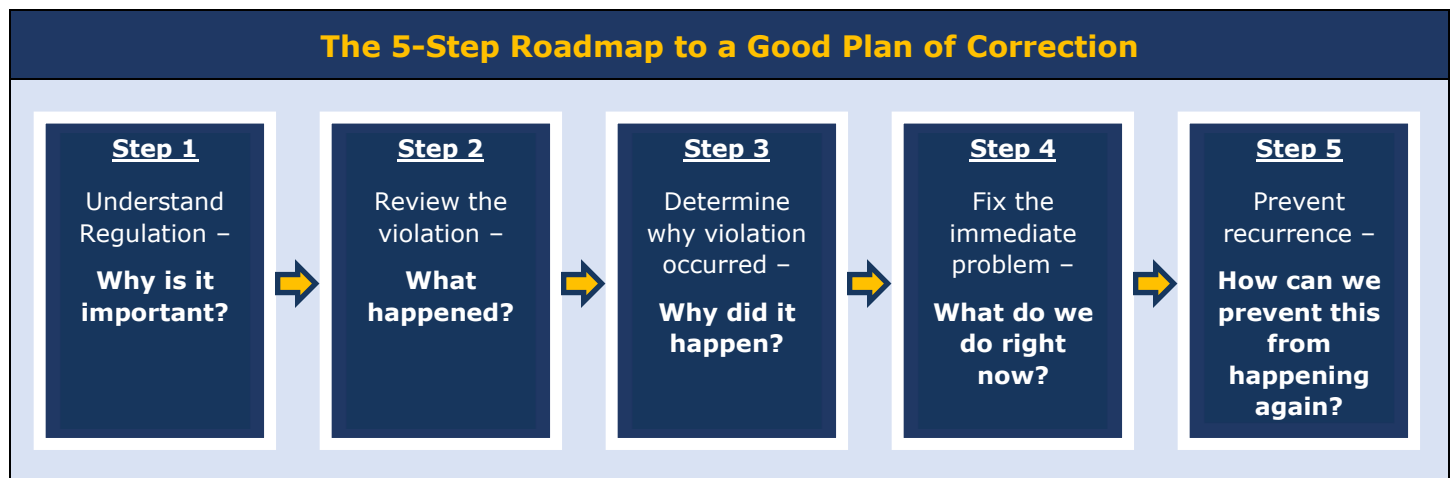 The 5-Step Roadmap to a Good Plan of Correction
Step 1
Understand
Regulation –
Why is it
important?
Step 2
Review the
violation –
What
happened?
Step 3
Determine
why violation
occurred –
Why did it
happen?
Step 4
Fix the
immediate
problem –
What do we
do right
now?
Step 5
Prevent
recurrence –
How can we
prevent this
from
happening
again?